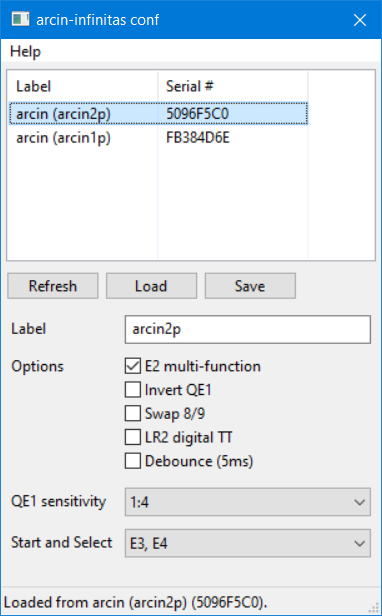 arcin-infinitas conf
Help
Label Serial #
arcin (arcin2p) 5096F5C0
arcin (arcin1p) FB384D6E
Refresh Load Save
Label arcin2p
Options E2 multi-function
Invert QE1
Swap 8/9
LR2 digital TT
Debounce (5ms)
QE1 sensitivity 1:4
Start and Select E3, E4
Loaded from arcin (arcin2p) (5096F5C0).